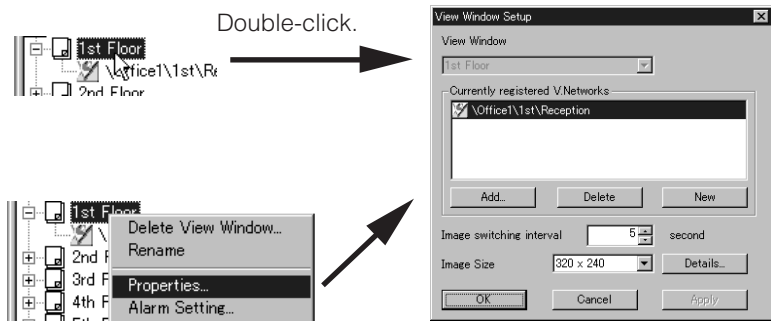 Double-click.
1st Floor
\Office1\1st\Re
2nd Floor
View Window Setup
View Window
1st Floor
Currently registered V.Networks
\Office1\1st\Reception
Add...
Delete
New
Image switching interval
5
second
Image Size
320 x 240
Details...
OK
Cancel
Apply
1st Floor
\
2nd F
3rd F
4th F
Delete View Window...
Rename
Properties...
Alarm Setting...